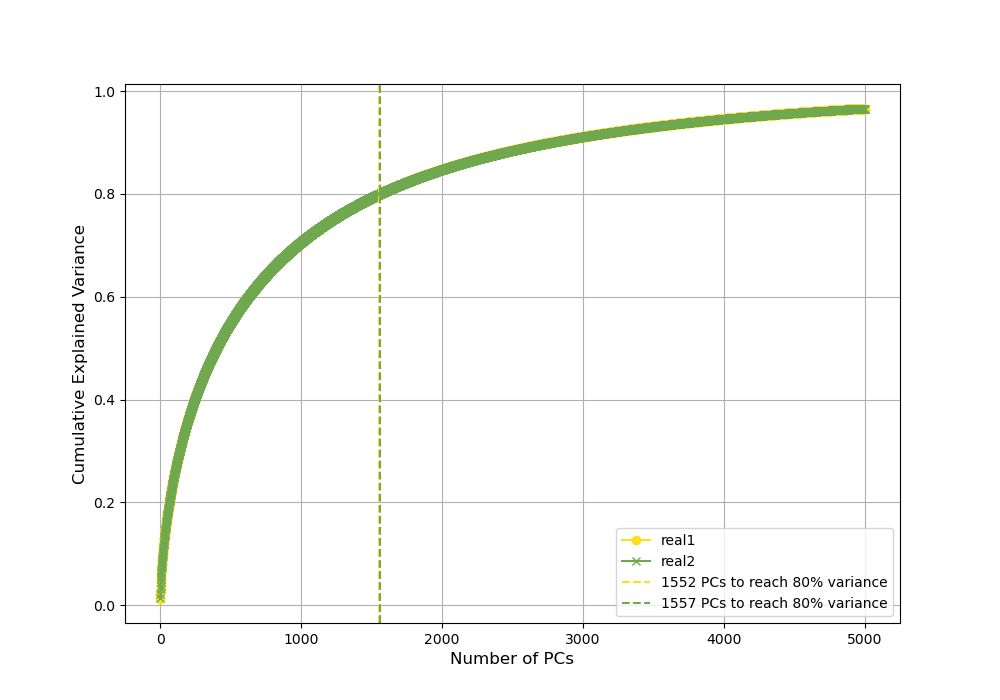 1.0
0.8
0.6
0.4
0.2
0.0
Cumulative Explained Variance
0
1000
2000
3000
4000
5000
Number of PCs
real1
real2
1552 PCs to reach 80% variance
1557 PCs to reach 80% variance